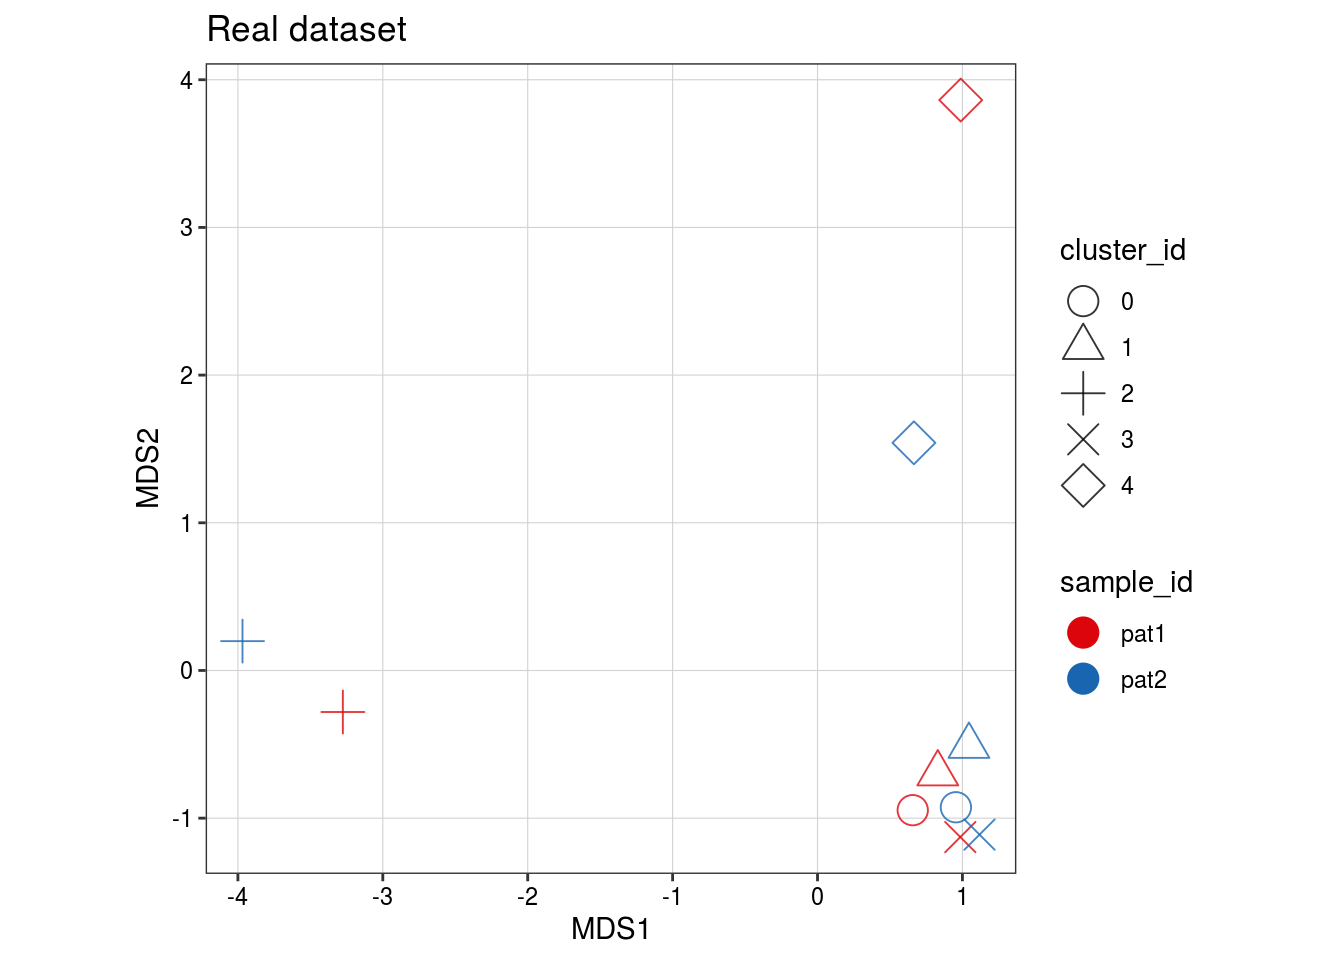 Real dataset
4
3
2
1
0
-1
MDS2
-4
-3
-2
-1
0
1
MDS1
cluster_id
0
1
2
3
4
sample_id
pat1
pat2